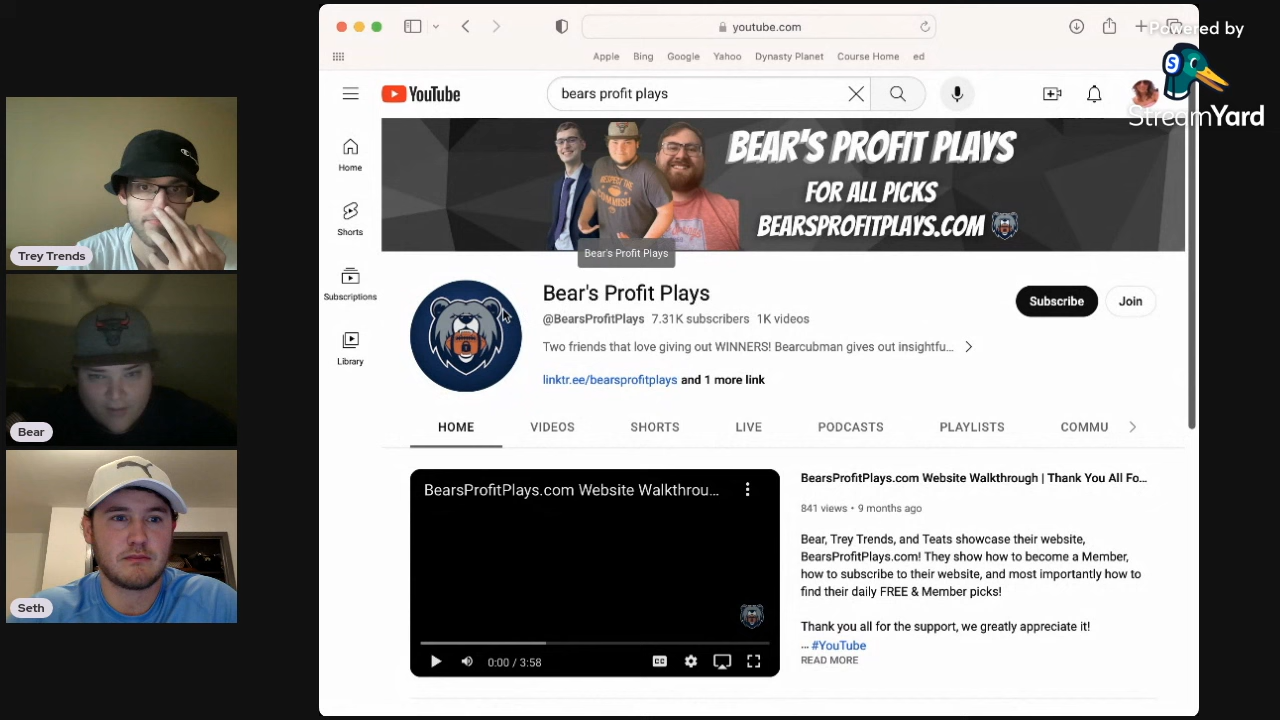 youtube.com
Powered by
StreamYard
Apple Bing Google Yahoo Dynasty Planet Course Home ed
YouTube
bears profit plays
Home
Shorts
Subscriptions
Library
BEAR'S PROFIT PLAYS
FOR ALL PICKS
BEARSPROFITPLAYS.COM
RESPECT THE
COMMISH
Bear's Profit Plays
Bear's Profit Plays
@BearsProfitPlays 7.31K subscribers 1K videos
Two friends that love giving out WINNERS! Bearcubman gives out insightfu...
linktr.ee/bearsprofitplays and 1 more link
Subscribe
Join
HOME VIDEOS SHORTS LIVE PODCASTS PLAYLISTS COMMU
BearsProfitPlays.com Website Walkthrou...
0:00 / 3:58
BearsProfitPlays.com Website Walkthrough | Thank You All Fo...
841 views • 9 months ago
Bear, Trey Trends, and Teats showcase their website,
BearsProfitPlays.com! They show how to become a Member,
how to subscribe to their website, and most importantly how to
find their daily FREE & Member picks!
Thank you all for the support, we greatly appreciate it!
... #YouTube
READ MORE
Trey Trends
Bear
Seth